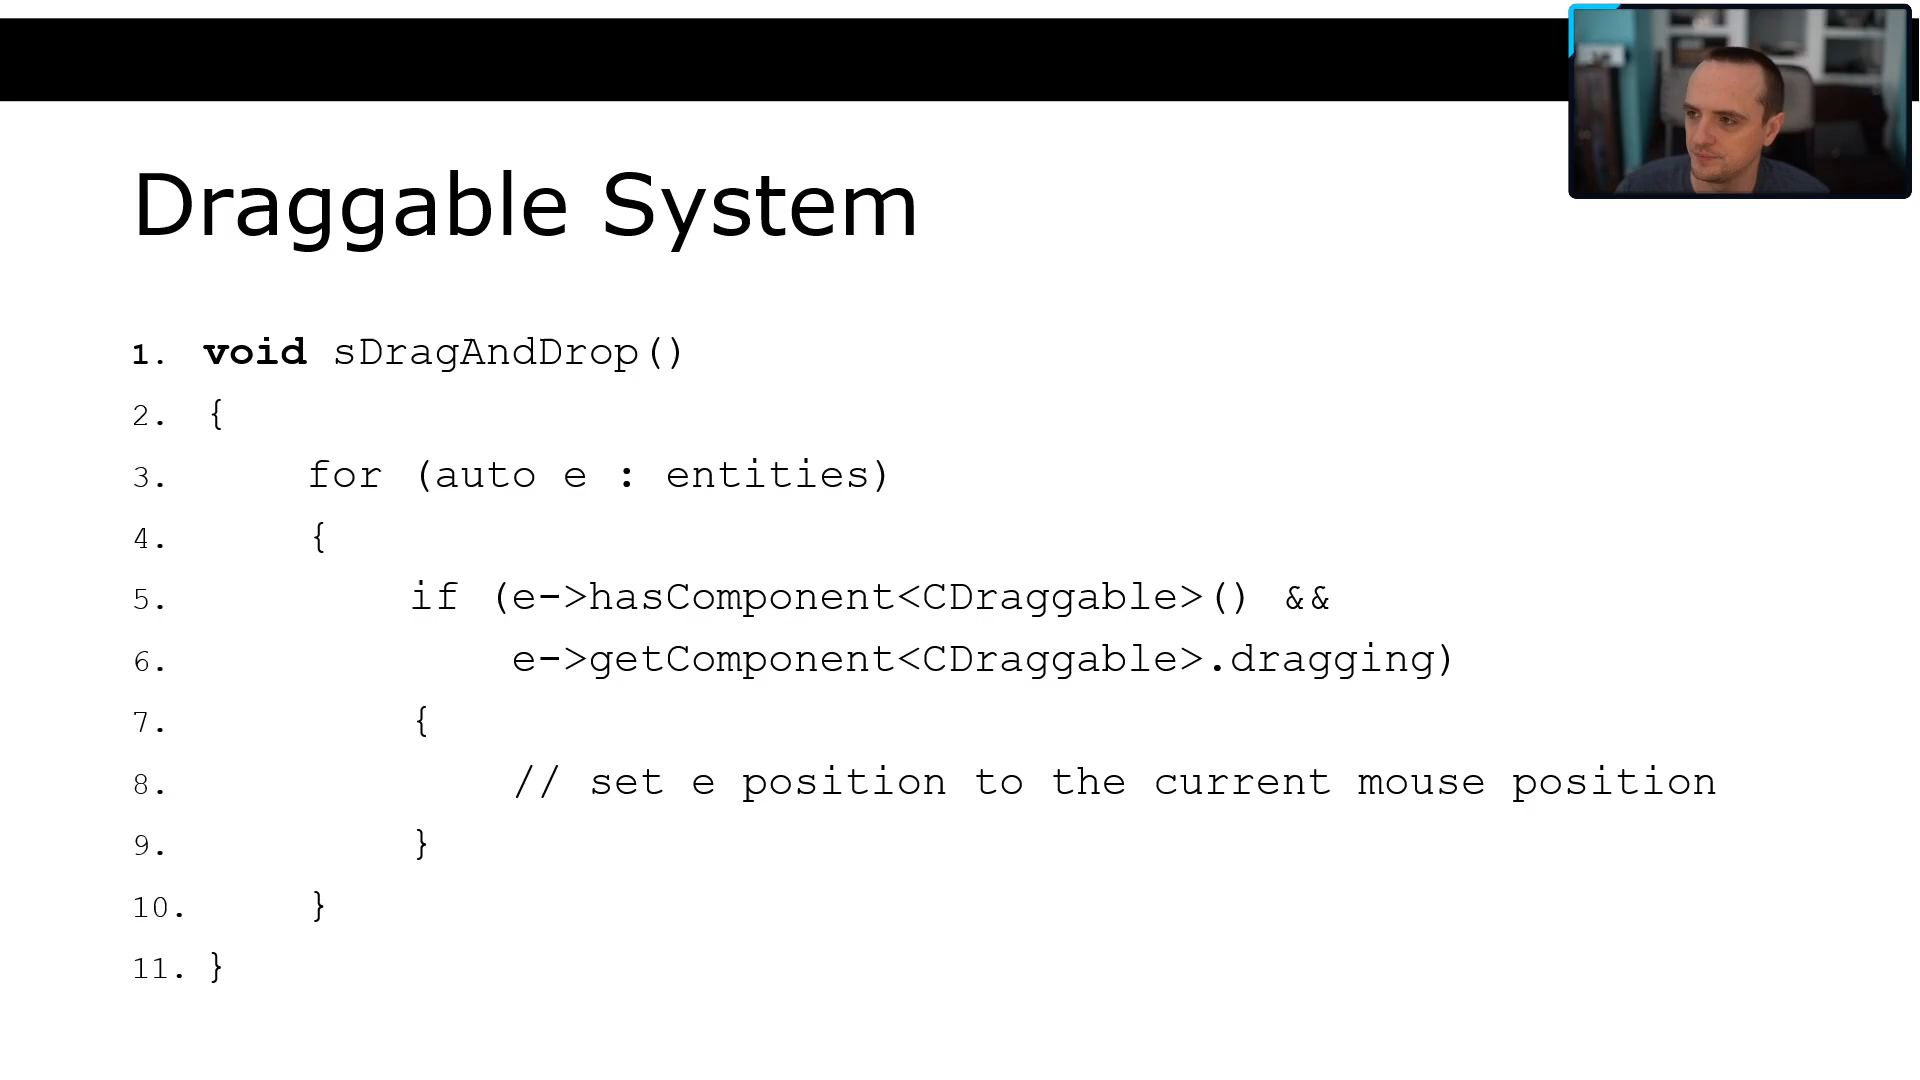 Draggable System
1. void sDragAndDrop()
2. {
3. for (auto e : entities)
4. {
5. if (e->hasComponent<CDraggable>() &&
6. e->getComponent<CDraggable>.dragging)
7. {
8. // set e position to the current mouse position
9. }
10. }
11. }